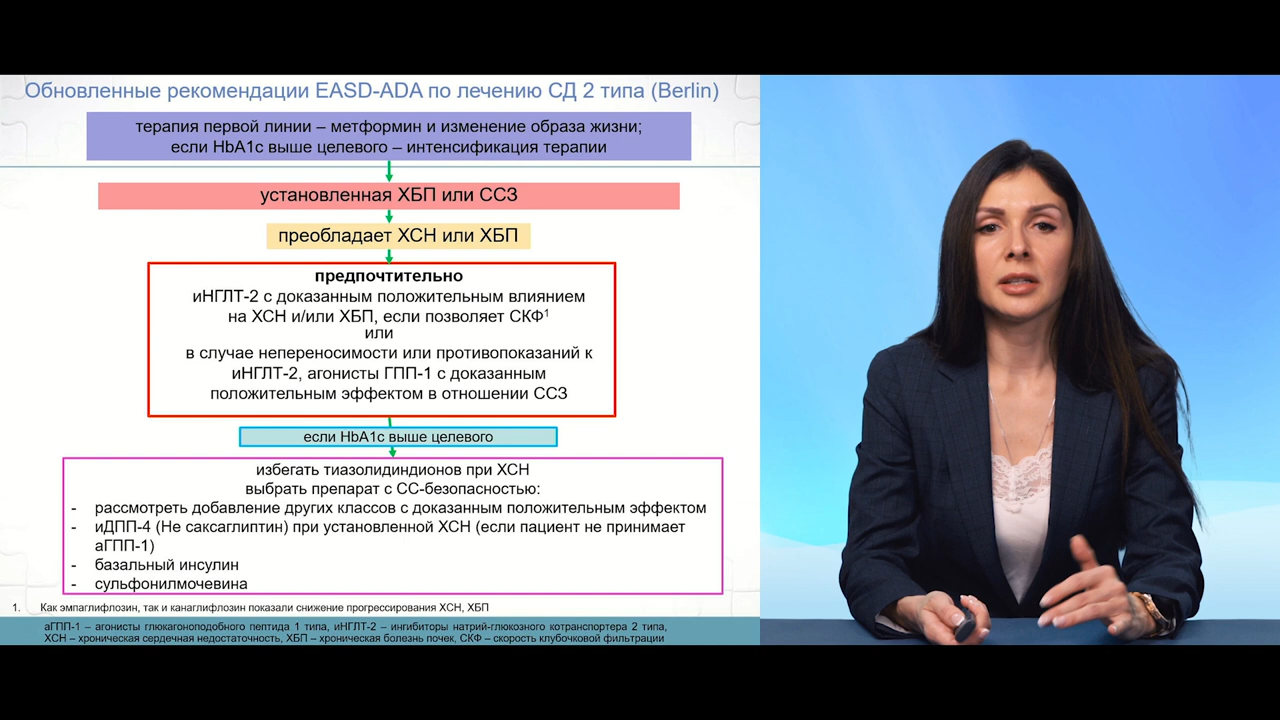 Обновленные рекомендации EASD-ADA по лечению СД 2 типа (Berlin)
терапия первой линии – метформин и изменение образа жизни;
если HbA1c выше целевого – интенсификация терапии
установленная ХБП или ССЗ
преобладает ХСН или ХБП
предпочтительно
иНГЛТ-2 с доказанным положительным влиянием
на ХСН и/или ХБП, если позволяет СКФ¹
или
в случае непереносимости или противопоказаний к
иНГЛТ-2, агонисты ГПП-1 с доказанным
положительным эффектом в отношении ССЗ
если HbA1c выше целевого
избегать тиазолидиндионов при ХСН
выбрать препарат с СС-безопасностью:
- рассмотреть добавление других классов с доказанным положительным эффектом
- иДПП-4 (Не саксаглиптин) при установленной ХСН (если пациент не принимает
аГПП-1)
- базальный инсулин
- сульфонилмочевина
1. Как эмпаглифлозин, так и канаглифлозин показали снижение прогрессирования ХСН, ХБП
аГПП-1 – агонисты глюкагоноподобного пептида 1 типа, иНГЛТ-2 – ингибиторы натрий-глюкозного котранспортера 2 типа,
ХСН – хроническая сердечная недостаточность, ХБП – хроническая болезнь почек, СКФ – скорость клубочковой фильтрации